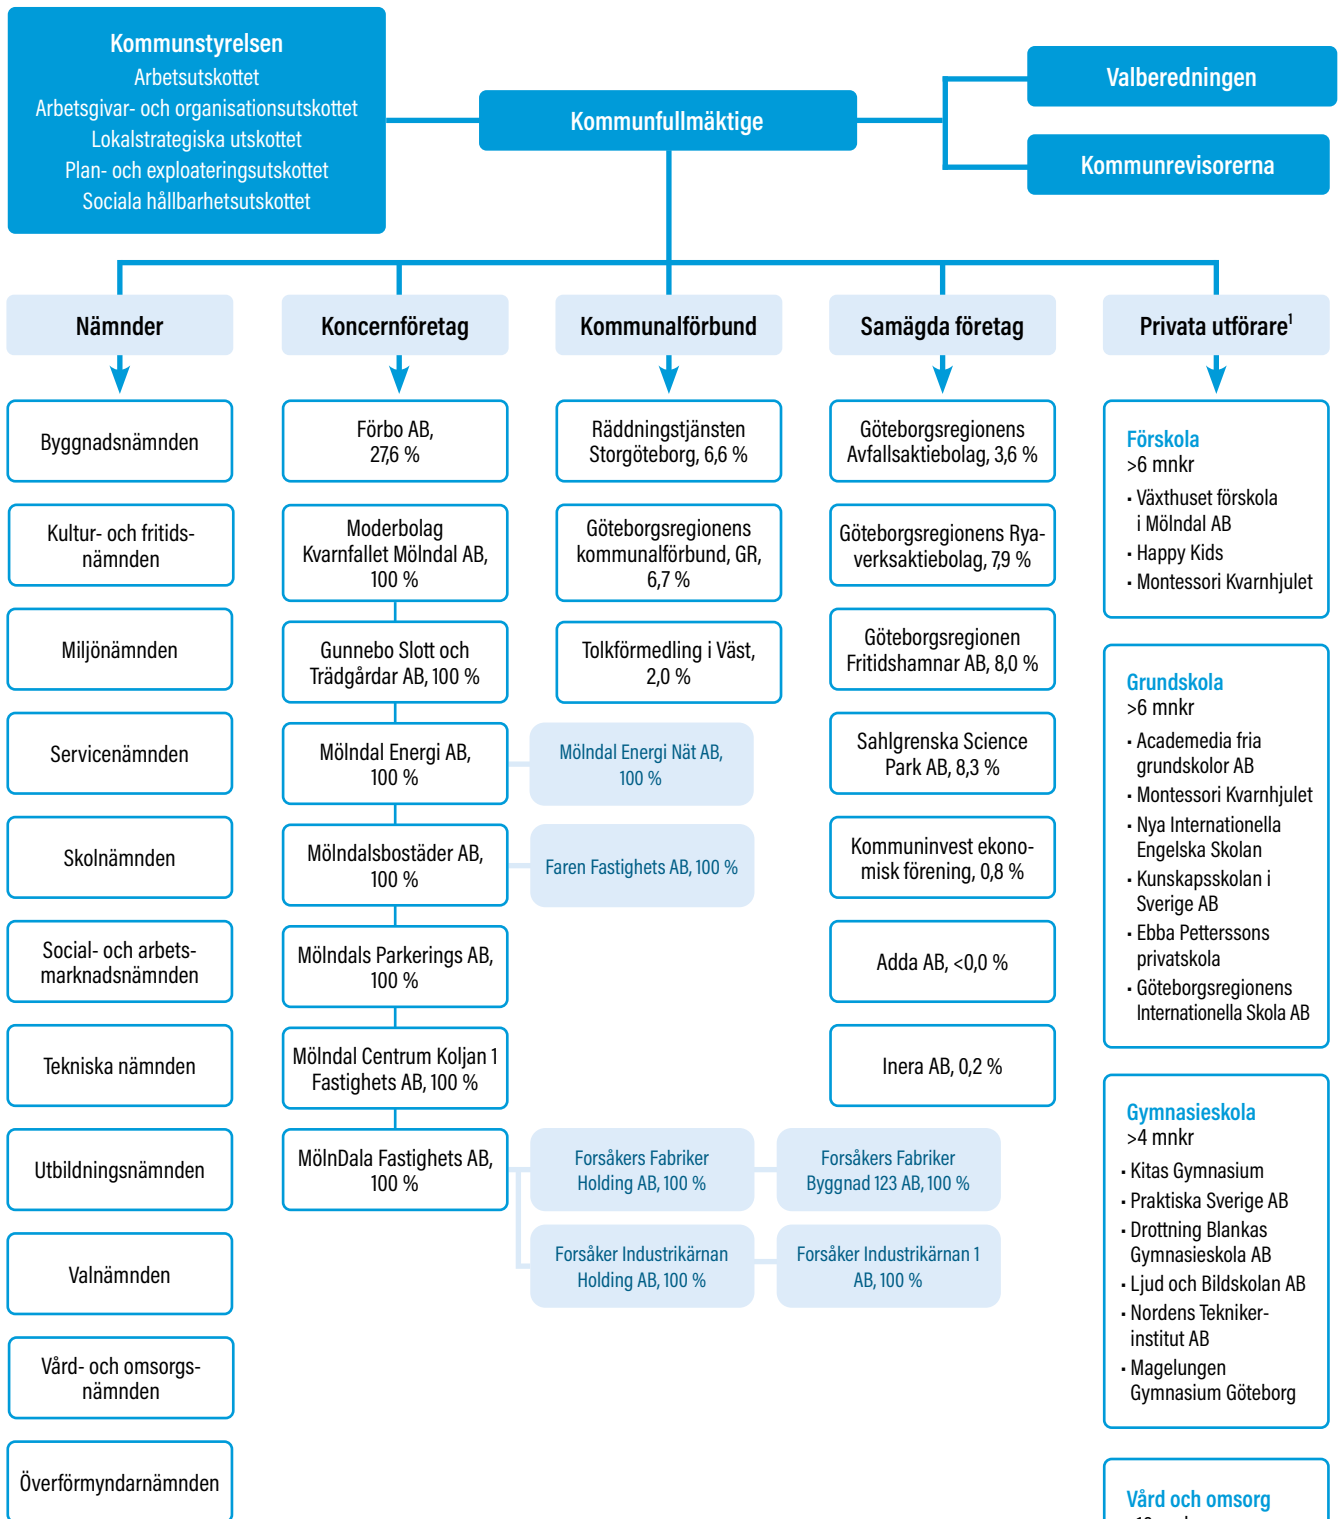 Kommunstyrelsen
Arbetsutskottet
Arbetsgivar- och organisationsutskottet
Lokalstrategiska utskottet
Plan- och exploateringsutskottet
Sociala hållbarhetsutskottet
Kommunfullmäktige
Valberedningen
Kommunrevisorerna
Nämnder
Byggnadsnämnden
Kultur- och fritids-
nämnden
Miljönämnden
Servicenämnden
Skolnämnden
Social- och arbets-
marknadsnämnden
Tekniska nämnden
Utbildningsnämnden
Valnämnden
Vård- och omsorgs-
nämnden
Överförmyndarnämnden
Koncernföretag
Förbo AB,
27,6 %
Moderbolag
Kvarnfallet Mölndal AB,
100 %
Gunnebo Slott och
Trädgårdar AB, 100 %
Mölndal Energi AB,
100 %
Mölndal Energi Nät AB,
100 %
Mölndalsbostäder AB,
100 %
Faren Fastighets AB, 100 %
Mölndals Parkerings AB,
100 %
Mölndal Centrum Koljan 1
Fastighets AB, 100 %
MölnDala Fastighets AB,
100 %
Forsåkers Fabriker
Holding AB, 100 %
Forsåkers Fabriker
Byggnad 123 AB, 100 %
Forsåker Industrikärnan
Holding AB, 100 %
Forsåker Industrikärnan 1
AB, 100 %
Kommunalförbund
Räddningstjänsten
Storgöteborg, 6,6 %
Göteborgsregionens
kommunalförbund, GR,
6,7 %
Tolkförmedling i Väst,
2,0 %
Samägda företag
Göteborgsregionens
Avfallsaktiebolag, 3,6 %
Göteborgsregionens Rya-
verksaktiebolag, 7,9 %
Göteborgsregionen
Fritidshamnar AB, 8,0 %
Sahlgrenska Science
Park AB, 8,3 %
Kommuninvest ekono-
misk förening, 0,8 %
Adda AB, <0,0 %
Inera AB, 0,2 %
Privata utförare¹
Förskola
>6 mnkr
· Växthuset förskola
i Mölndal AB
· Happy Kids
· Montessori Kvarnhjulet
Grundskola
>6 mnkr
· Academedia fria
grundskolor AB
· Montessori Kvarnhjulet
· Nya Internationella
Engelska Skolan
· Kunskapsskolan i
Sverige AB
· Ebba Petterssons
privatskola
· Göteborgsregionens
Internationella Skola AB
Gymnasieskola
>4 mnkr
· Kitas Gymnasium
· Praktiska Sverige AB
· Drottning Blankas
Gymnasieskola AB
· Ljud och Bildskolan AB
· Nordens Tekniker-
institut AB
· Magelungen
Gymnasium Göteborg
Vård och omsorg